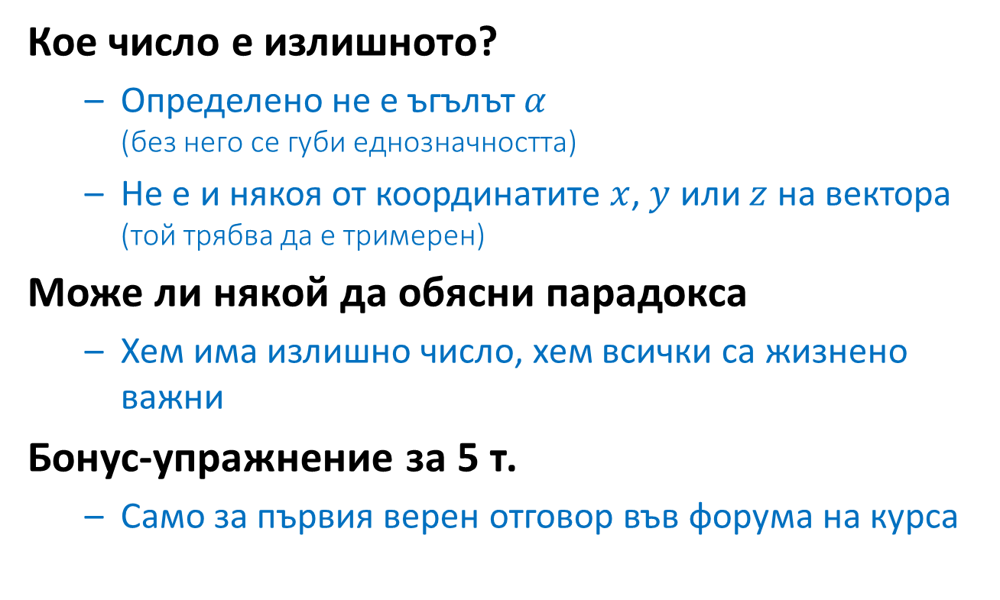 Кое число е излишното?
– Определено не е ъгълът α
(без него се губи еднозначността)
– Не е и някоя от координатите x, y или z на вектора
(той трябва да е тримерен)
Може ли някой да обясни парадокса
– Хем има излишно число, хем всички са жизнено
важни
Бонус-упражнение за 5 т.
– Само за първия верен отговор във форума на курса